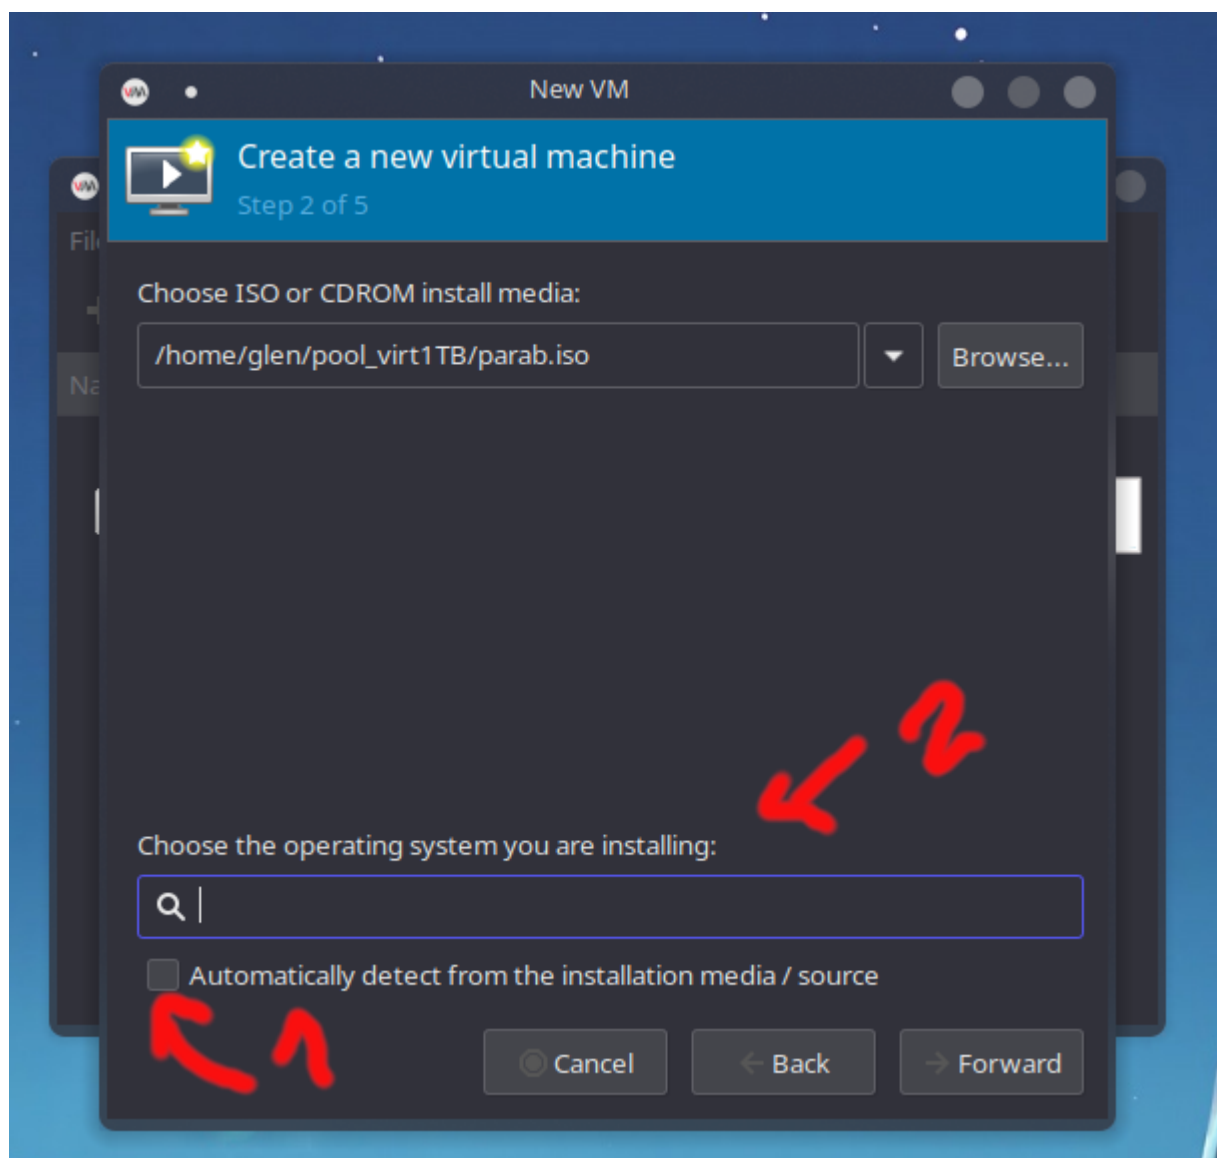 New VM
Create a new virtual machine
Step 2 of 5
File
Na
Choose ISO or CDROM install media:
/home/glen/pool_virt1TB/parab.iso
Browse...
2
Choose the operating system you are installing:
Automatically detect from the installation media / source
1
Cancel
Back
Forward